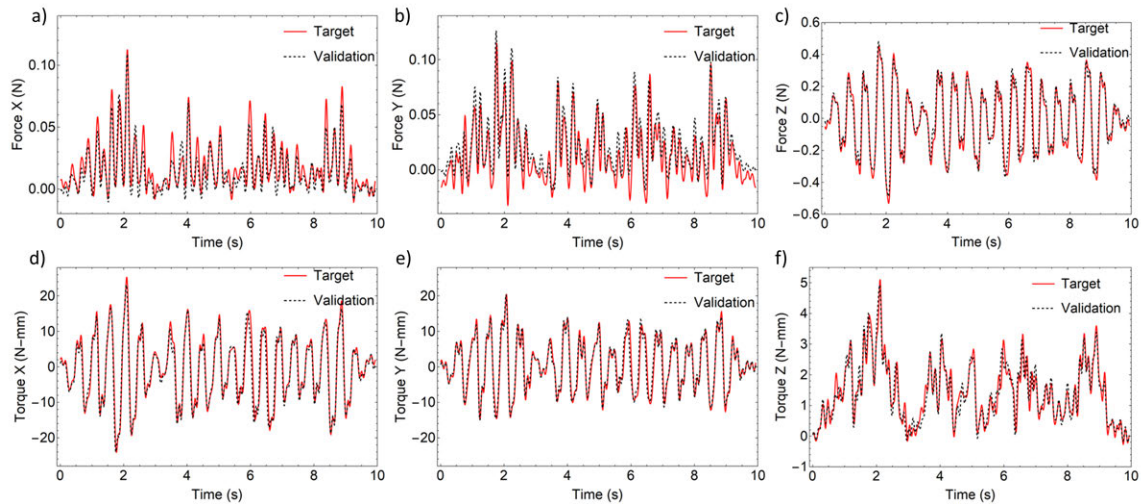 a)
Target
Validation
0.10
0.05
0.00
Force X (N)
0 2 4 6 8 10
Time (s)
b)
Target
Validation
0.10
0.05
0.00
Force Y (N)
0 2 4 6 8 10
Time (s)
c)
Target
Validation
0.6
0.4
0.2
0.0
−0.2
−0.4
−0.6
Force Z (N)
0 2 4 6 8 10
Time (s)
d)
Target
Validation
20
10
0
−10
−20
Torque X (N−mm)
0 2 4 6 8 10
Time (s)
e)
Target
Validation
20
10
0
−10
−20
Torque Y (N−mm)
0 2 4 6 8 10
Time (s)
f)
Target
Validation
5
4
3
2
1
0
−1
Torque Z (N−mm)
0 2 4 6 8 10
Time (s)